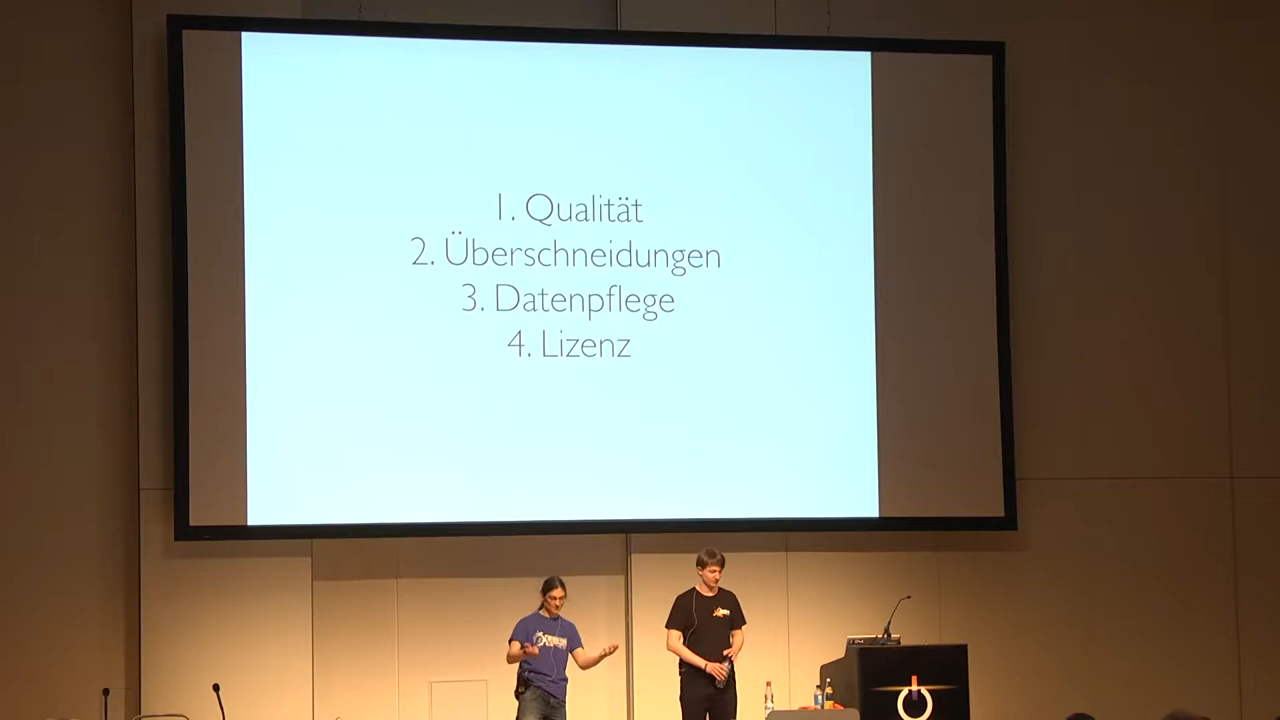 1. Qualität
2. Überschneidungen
3. Datenpflege
4. Lizenz